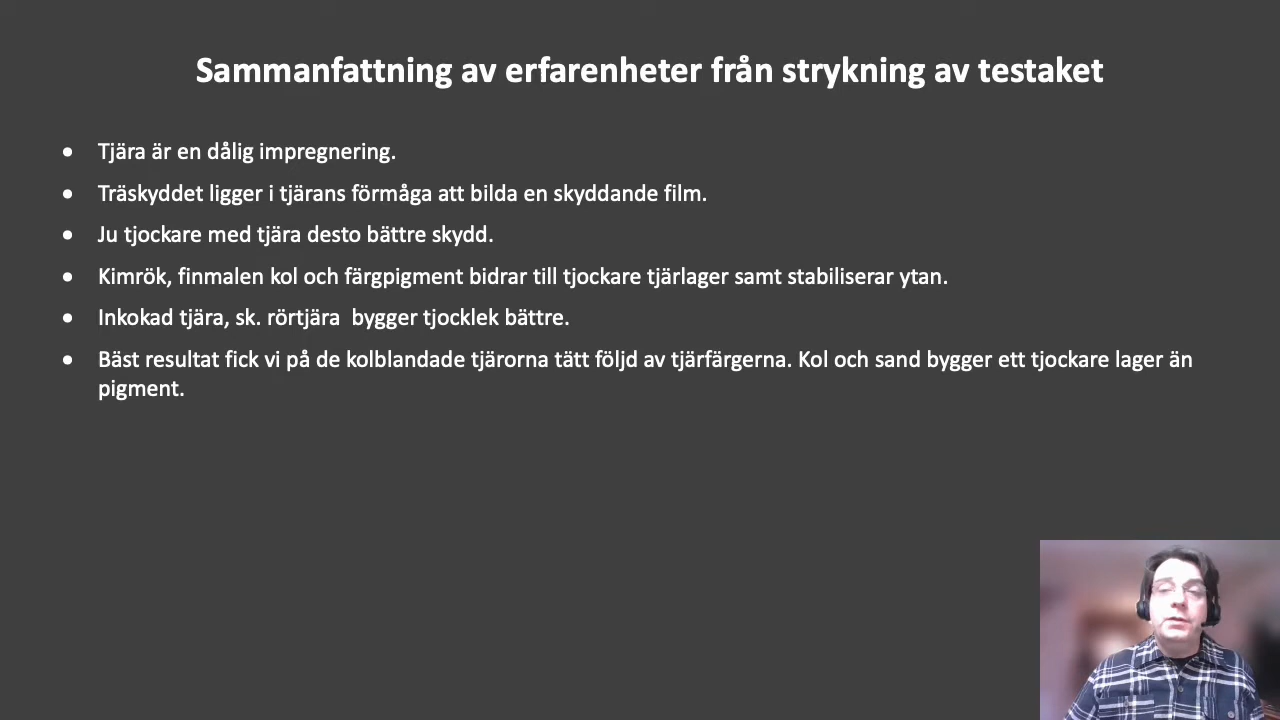 Sammanfattning av erfarenheter från strykning av testaket
● Tjära är en dålig impregnering.
● Träskyddet ligger i tjärans förmåga att bilda en skyddande film.
● Ju tjockare med tjära desto bättre skydd.
● Kimrök, finmalen kol och färgpigment bidrar till tjockare tjärlager samt stabiliserar ytan.
● Inkokad tjära, sk. rörtjära  bygger tjocklek bättre.
● Bäst resultat fick vi på de kolblandade tjärorna tätt följd av tjärfärgerna. Kol och sand bygger ett tjockare lager än
pigment.